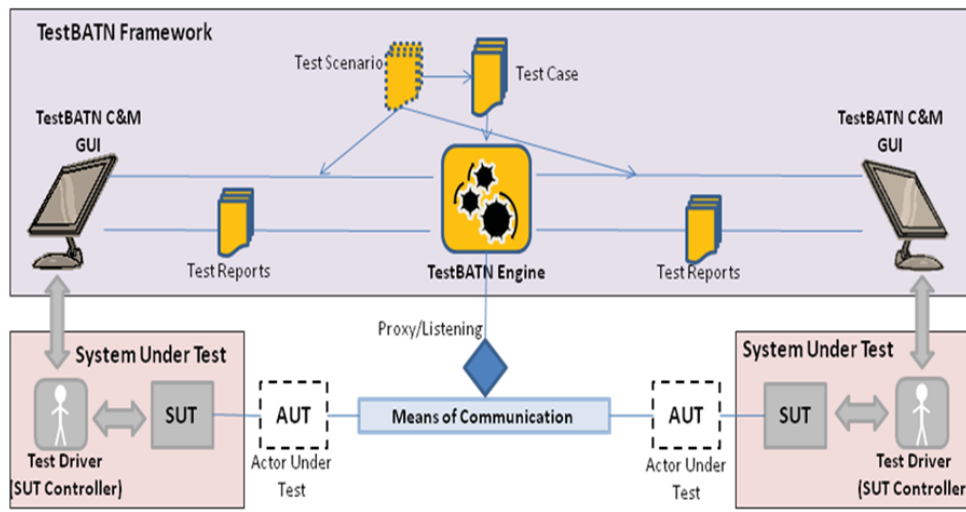 TestBATN Framework
Test Scenario
Test Case
TestBATN C&M
GUI
TestBATN C&M
GUI
Test Reports
TestBATN Engine
Test Reports
Proxy/Listening
System Under Test
System Under Test
SUT
AUT
Means of Communication
AUT
SUT
Test Driver
(SUT Controller)
Actor Under
Test
Actor Under
Test
Test Driver
(SUT Controller)